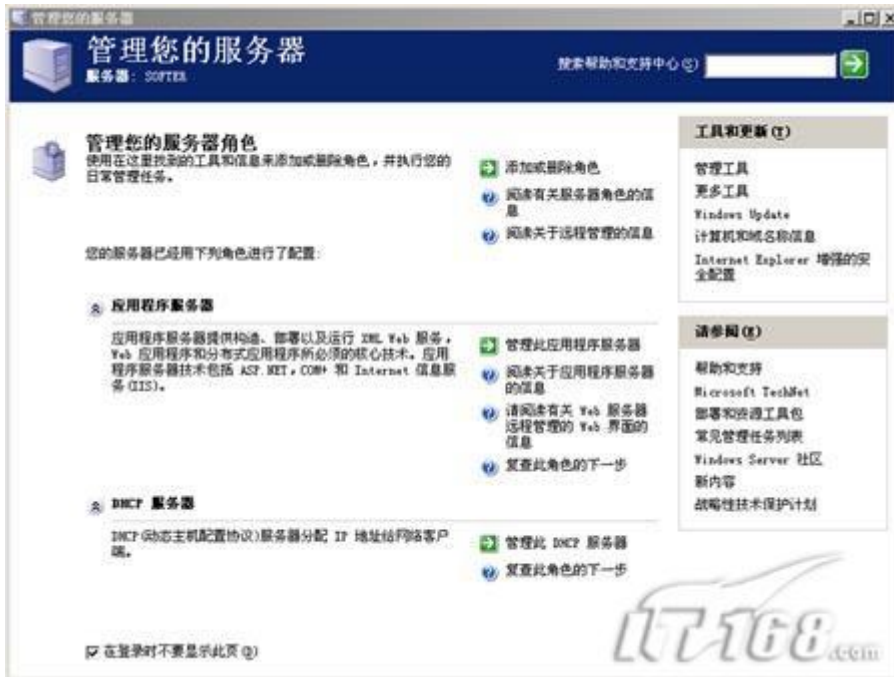 管理您的服务器
管理您的服务器
服务器: SOFTER
搜索帮助和支持中心(S)
管理您的服务器角色
使用在这里找到的工具和信息来添加或删除角色，并执行您的
日常管理任务。
添加或删除角色
阅读有关服务器角色的信
息
阅读关于远程管理的信息
您的服务器已经用下列角色进行了配置:
应用程序服务器
应用程序服务器提供构造、部署以及运行 XML Web 服务，
Web 应用程序和分布式应用程序所必须的核心技术。应用
程序服务器技术包括 ASP.NET，COM+ 和 Internet 信息服
务(IIS)。
管理此应用程序服务器
阅读关于应用程序服务器
的信息
请阅读有关 Web 服务器
远程管理的 Web 界面的
信息
复查此角色的下一步
DHCP 服务器
DHCP(动态主机配置协议)服务器分配 IP 地址给网络客户
端。
管理此 DHCP 服务器
复查此角色的下一步
在登录时不要显示此页(D)
工具和更新(T)
管理工具
更多工具
Windows Update
计算机和域名称信息
Internet Explorer 增强的安
全配置
请参阅(E)
帮助和支持
Microsoft TechNet
部署和资源工具包
常见管理任务列表
Windows Server 社区
新内容
战略性技术保护计划
IT168.com